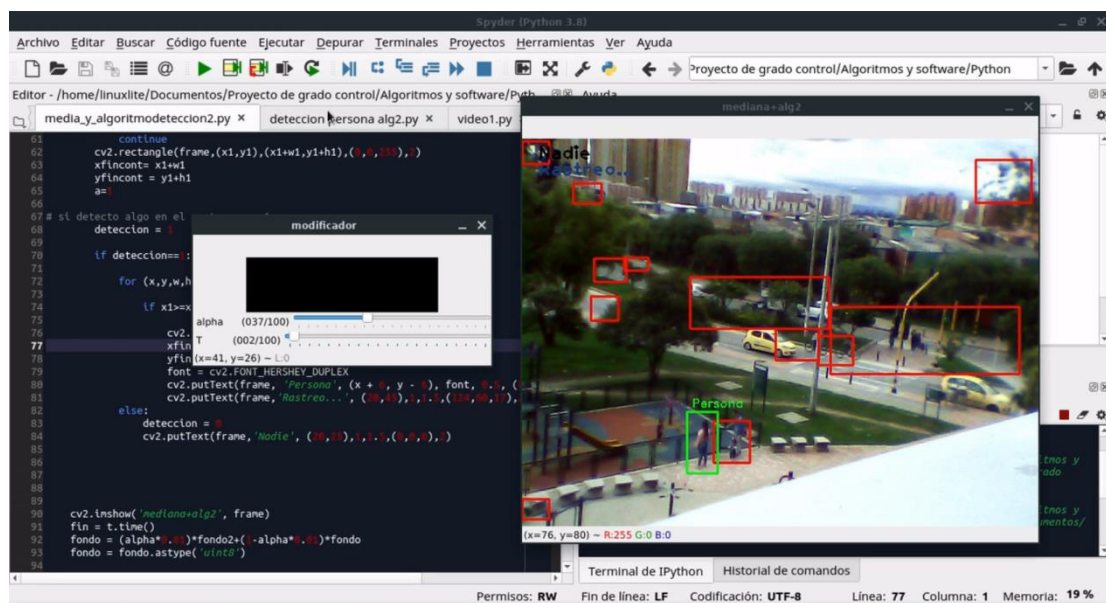 Spyder (Python 3.8)
Archivo Editar Buscar Código fuente Ejecutar Depurar Terminales Proyectos Herramientas Ver Ayuda
Proyecto de grado control/Algoritmos y software/Python
Editor - /home/linuxlite/Documentos/Proyecto de grado control/Algoritmos y software/Pyth
Ayuda
media_y_algoritmodeteccion2.py
deteccion persona alg2.py
video1.py
61 continue
62 cv2.rectangle(frame,(x1,y1),(x1+w1,y1+h1),(0,0,255),2)
63 xfincont= x1+w1
64 yfincont = y1+h1
65 a=1
66
67 # si detecto algo en el
68 deteccion = 1
69
70 if deteccion==1:
71
72 for (x,y,w,h
73
74 if x1>=x
75
76 cv2.
77 xfin
78 yfin
79 font = cv2.FONT_HERSHEY_DUPLEX
80 cv2.putText(frame, 'Persona', (x + 6, y - 6), font, 0.5, (
81 cv2.putText(frame,'Rastreo...', (20,45),1,1.5,(124,60,17),
82 else:
83 deteccion = 0
84 cv2.putText(frame,'Nadie', (20,25),1,1.5,(0,0,0),2)
85
86
87
88
89
90 cv2.imshow('mediana+alg2', frame)
91 fin = t.time()
92 fondo = (alpha*0.01)*fondo2+(1-alpha*0.01)*fondo
93 fondo = fondo.astype('uint8')
94
modificador
alpha (037/100)
T (002/100)
(x=41, y=26) ~ L:0
mediana+alg2
Nadie
Rastreo...
Persona
(x=76, y=80) ~ R:255 G:0 B:0
itmos y
rado
itmos y
mentos/
Terminal de IPython Historial de comandos
Permisos: RW Fin de línea: LF Codificación: UTF-8 Línea: 77 Columna: 1 Memoria: 19 %